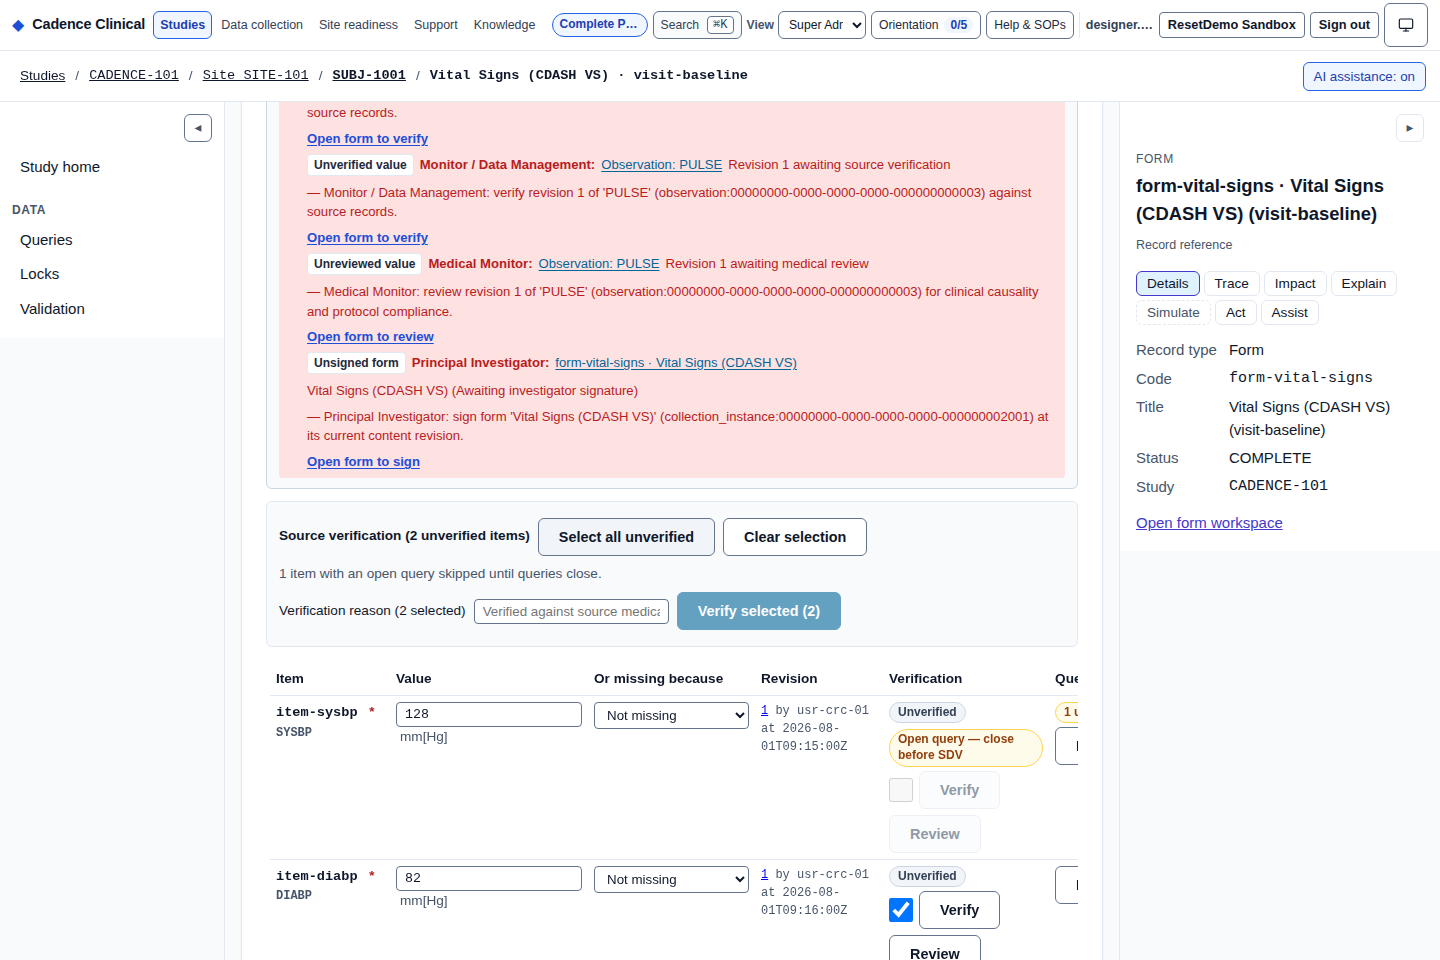 Cadence Clinical Studies Data collection Site readiness Support Knowledge Complete P… Search ⌘K View Super Adr Orientation 0/5 Help & SOPs designer.… ResetDemo Sandbox Sign out
Studies / CADENCE-101 / Site SITE-101 / SUBJ-1001 / Vital Signs (CDASH VS) · visit-baseline AI assistance: on
◄
Study home
DATA
Queries
Locks
Validation
source records.
Open form to verify
Unverified value Monitor / Data Management: Observation: PULSE Revision 1 awaiting source verification
— Monitor / Data Management: verify revision 1 of 'PULSE' (observation:00000000-0000-0000-0000-000000000003) against
source records.
Open form to verify
Unreviewed value Medical Monitor: Observation: PULSE Revision 1 awaiting medical review
— Medical Monitor: review revision 1 of 'PULSE' (observation:00000000-0000-0000-0000-000000000003) for clinical causality
and protocol compliance.
Open form to review
Unsigned form Principal Investigator: form-vital-signs · Vital Signs (CDASH VS)
Vital Signs (CDASH VS) (Awaiting investigator signature)
— Principal Investigator: sign form 'Vital Signs (CDASH VS)' (collection_instance:00000000-0000-0000-0000-000000002001) at
its current content revision.
Open form to sign
Source verification (2 unverified items) Select all unverified Clear selection
1 item with an open query skipped until queries close.
Verification reason (2 selected) Verified against source medica Verify selected (2)
Item Value Or missing because Revision Verification Que
item-sysbp * 128 Not missing 1 by usr-crc-01 Unverified 1 u
SYSBP mm[Hg] at 2026-08-
01T09:15:00Z
Open query — close
before SDV
Verify
Review
item-diabp * 82 Not missing 1 by usr-crc-01 Unverified
DIABP mm[Hg] at 2026-08-
01T09:16:00Z
Verify
Review
►
FORM
form-vital-signs · Vital Signs
(CDASH VS) (visit-baseline)
Record reference
Details Trace Impact Explain
Simulate Act Assist
Record type Form
Code form-vital-signs
Title Vital Signs (CDASH VS)
(visit-baseline)
Status COMPLETE
Study CADENCE-101
Open form workspace